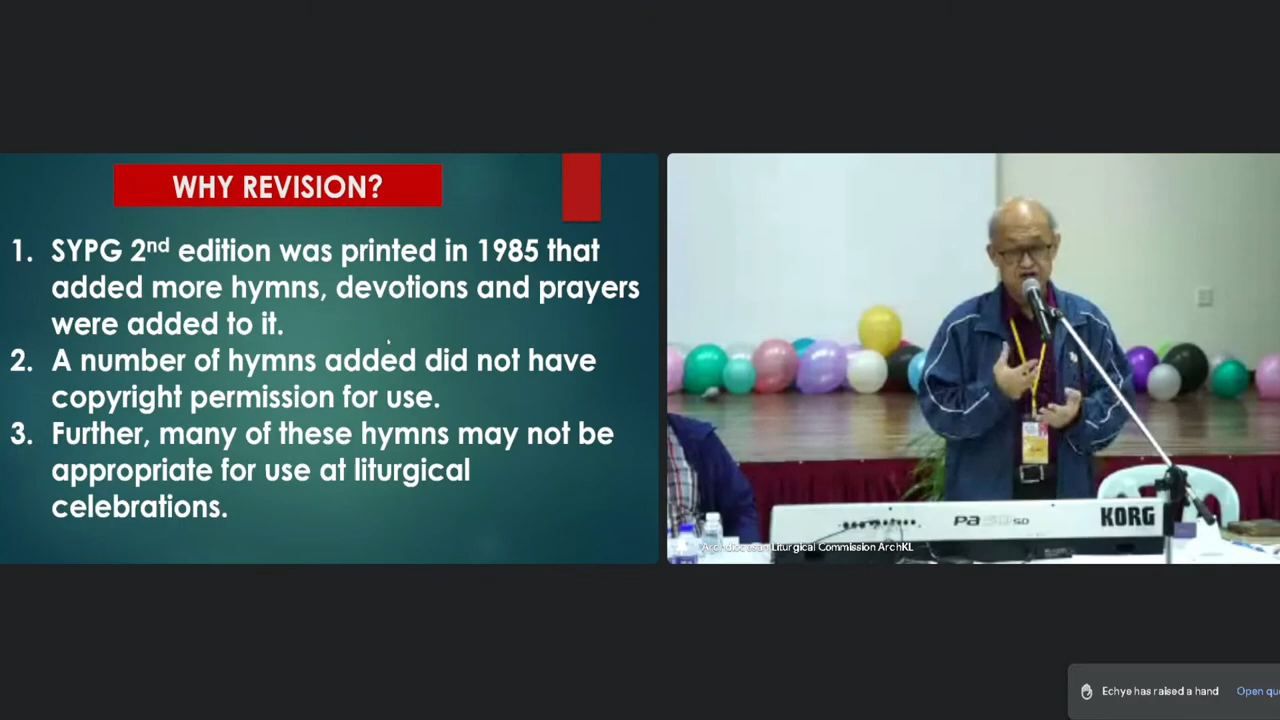 WHY REVISION?
1. SYPG 2nd edition was printed in 1985 that
added more hymns, devotions and prayers
were added to it.
2. A number of hymns added did not have
copyright permission for use.
3. Further, many of these hymns may not be
appropriate for use at liturgical
celebrations.
KORG
Archdiocesan Liturgical Commission ArchKL
Echye has raised a hand
Open